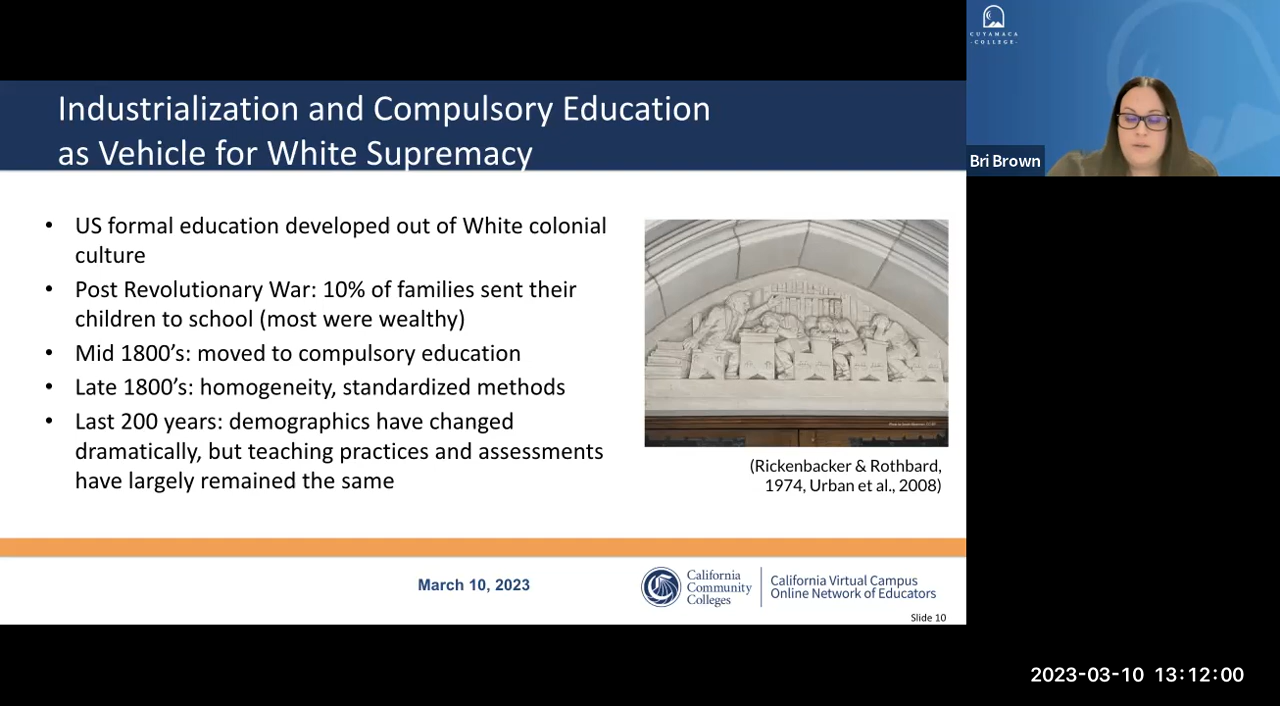 CUYAMACA
-COLLEGE-
Industrialization and Compulsory Education
as Vehicle for White Supremacy
Bri Brown
• US formal education developed out of White colonial
culture
• Post Revolutionary War: 10% of families sent their
children to school (most were wealthy)
• Mid 1800's: moved to compulsory education
• Late 1800's: homogeneity, standardized methods
• Last 200 years: demographics have changed
dramatically, but teaching practices and assessments
have largely remained the same
(Rickenbacker & Rothbard,
1974, Urban et al., 2008)
March 10, 2023
California
Community
Colleges
California Virtual Campus
Online Network of Educators
Slide 10
2023-03-10 13:12:00